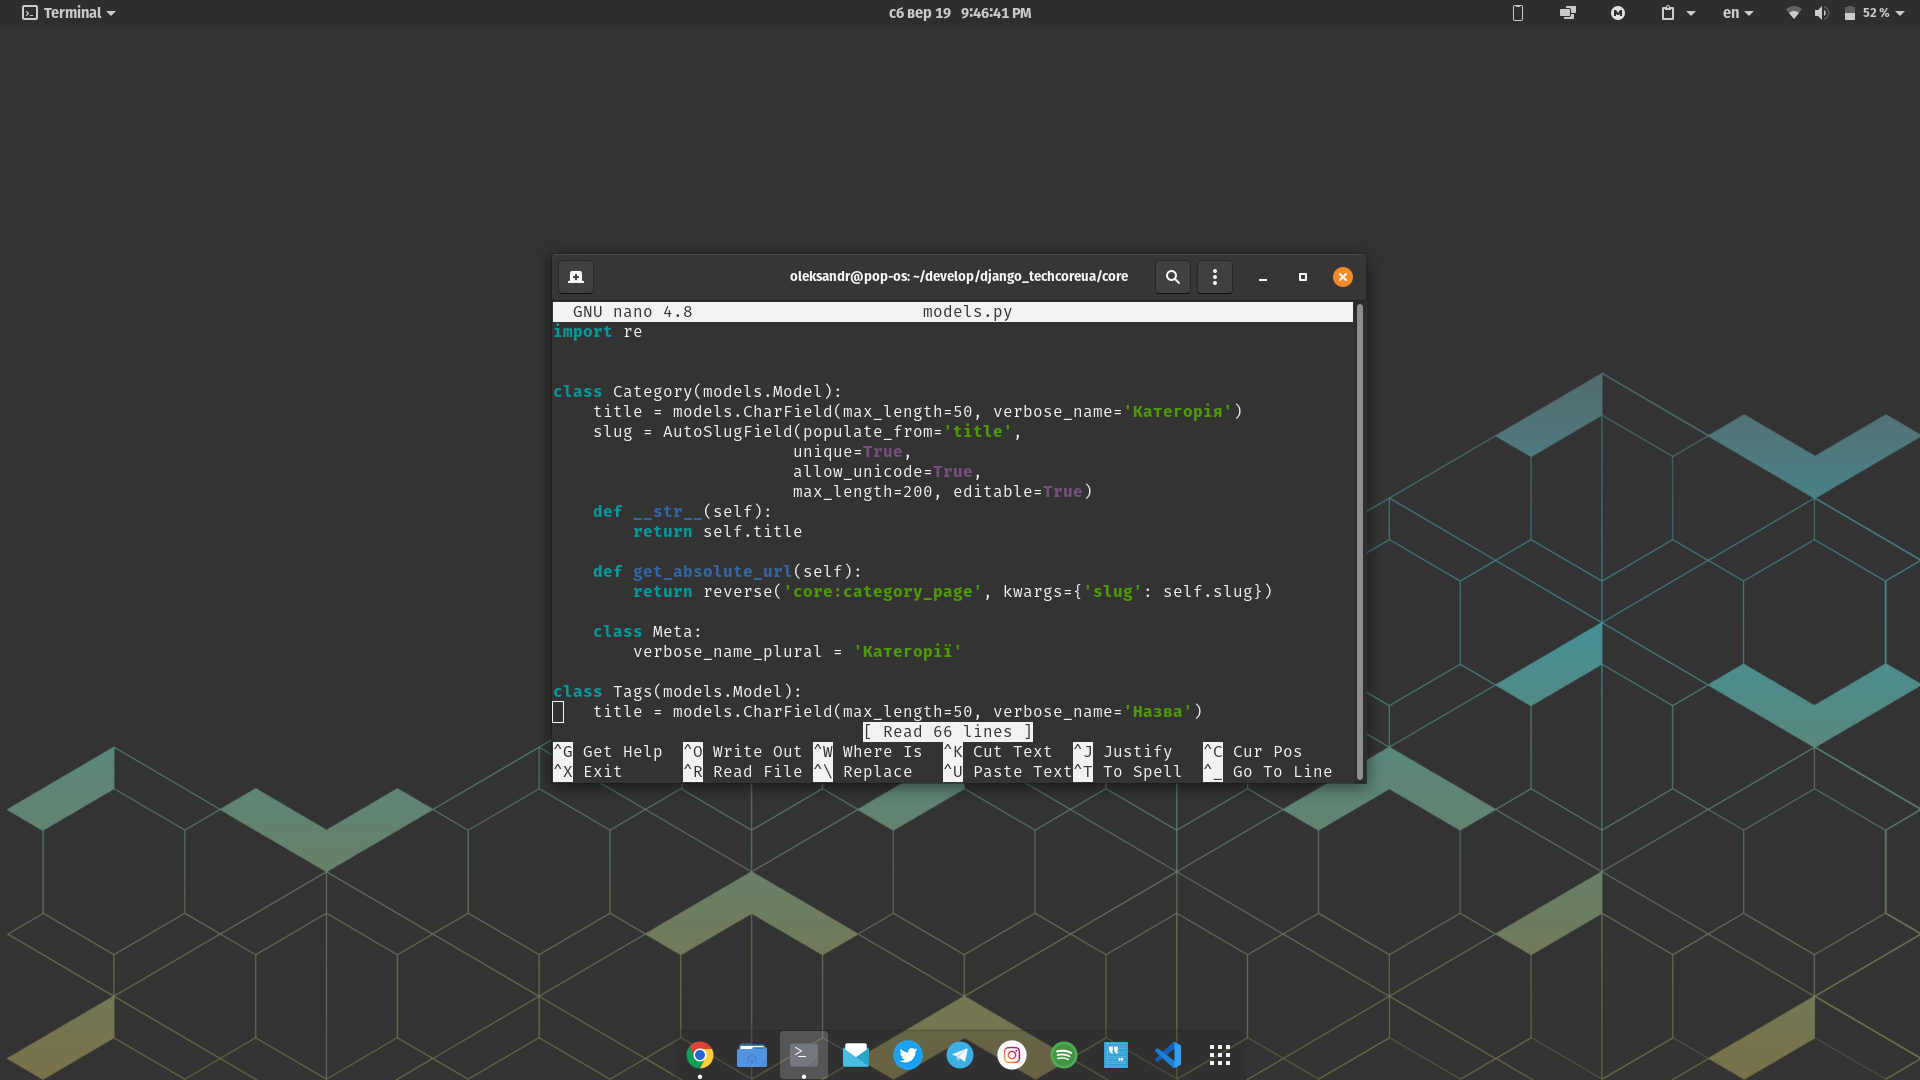 Terminal
сб вер 19 9:46:41 PM
en
52 %
oleksandr@pop-os: ~/develop/django_techcoreua/core
GNU nano 4.8 models.py
import re
class Category(models.Model):
title = models.CharField(max_length=50, verbose_name='Категорія')
slug = AutoSlugField(populate_from='title',
unique=True,
allow_unicode=True,
max_length=200, editable=True)
def __str__(self):
return self.title
def get_absolute_url(self):
return reverse('core:category_page', kwargs={'slug': self.slug})
class Meta:
verbose_name_plural = 'Категорії'
class Tags(models.Model):
title = models.CharField(max_length=50, verbose_name='Назва')
[ Read 66 lines ]
^G Get Help ^O Write Out ^W Where Is ^K Cut Text ^J Justify ^C Cur Pos
^X Exit ^R Read File ^\ Replace ^U Paste Text ^T To Spell ^_ Go To Line